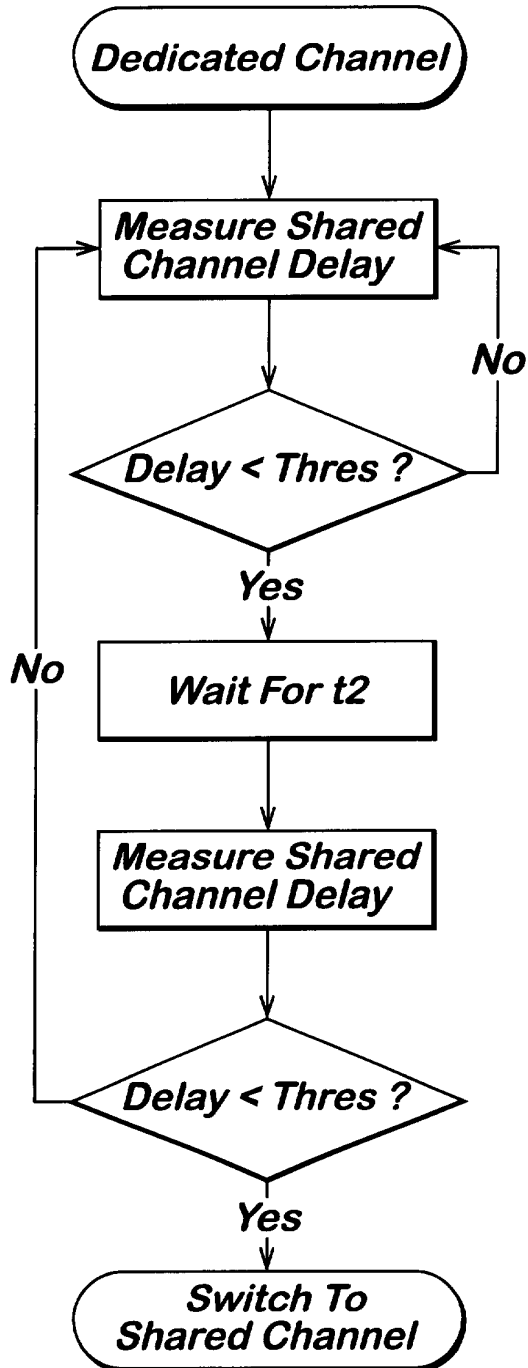 Dedicated Channel
Measure Shared
Channel Delay
No
Delay < Thres ?
Yes
No
Wait For t2
Measure Shared
Channel Delay
Delay < Thres ?
Yes
Switch To
Shared Channel